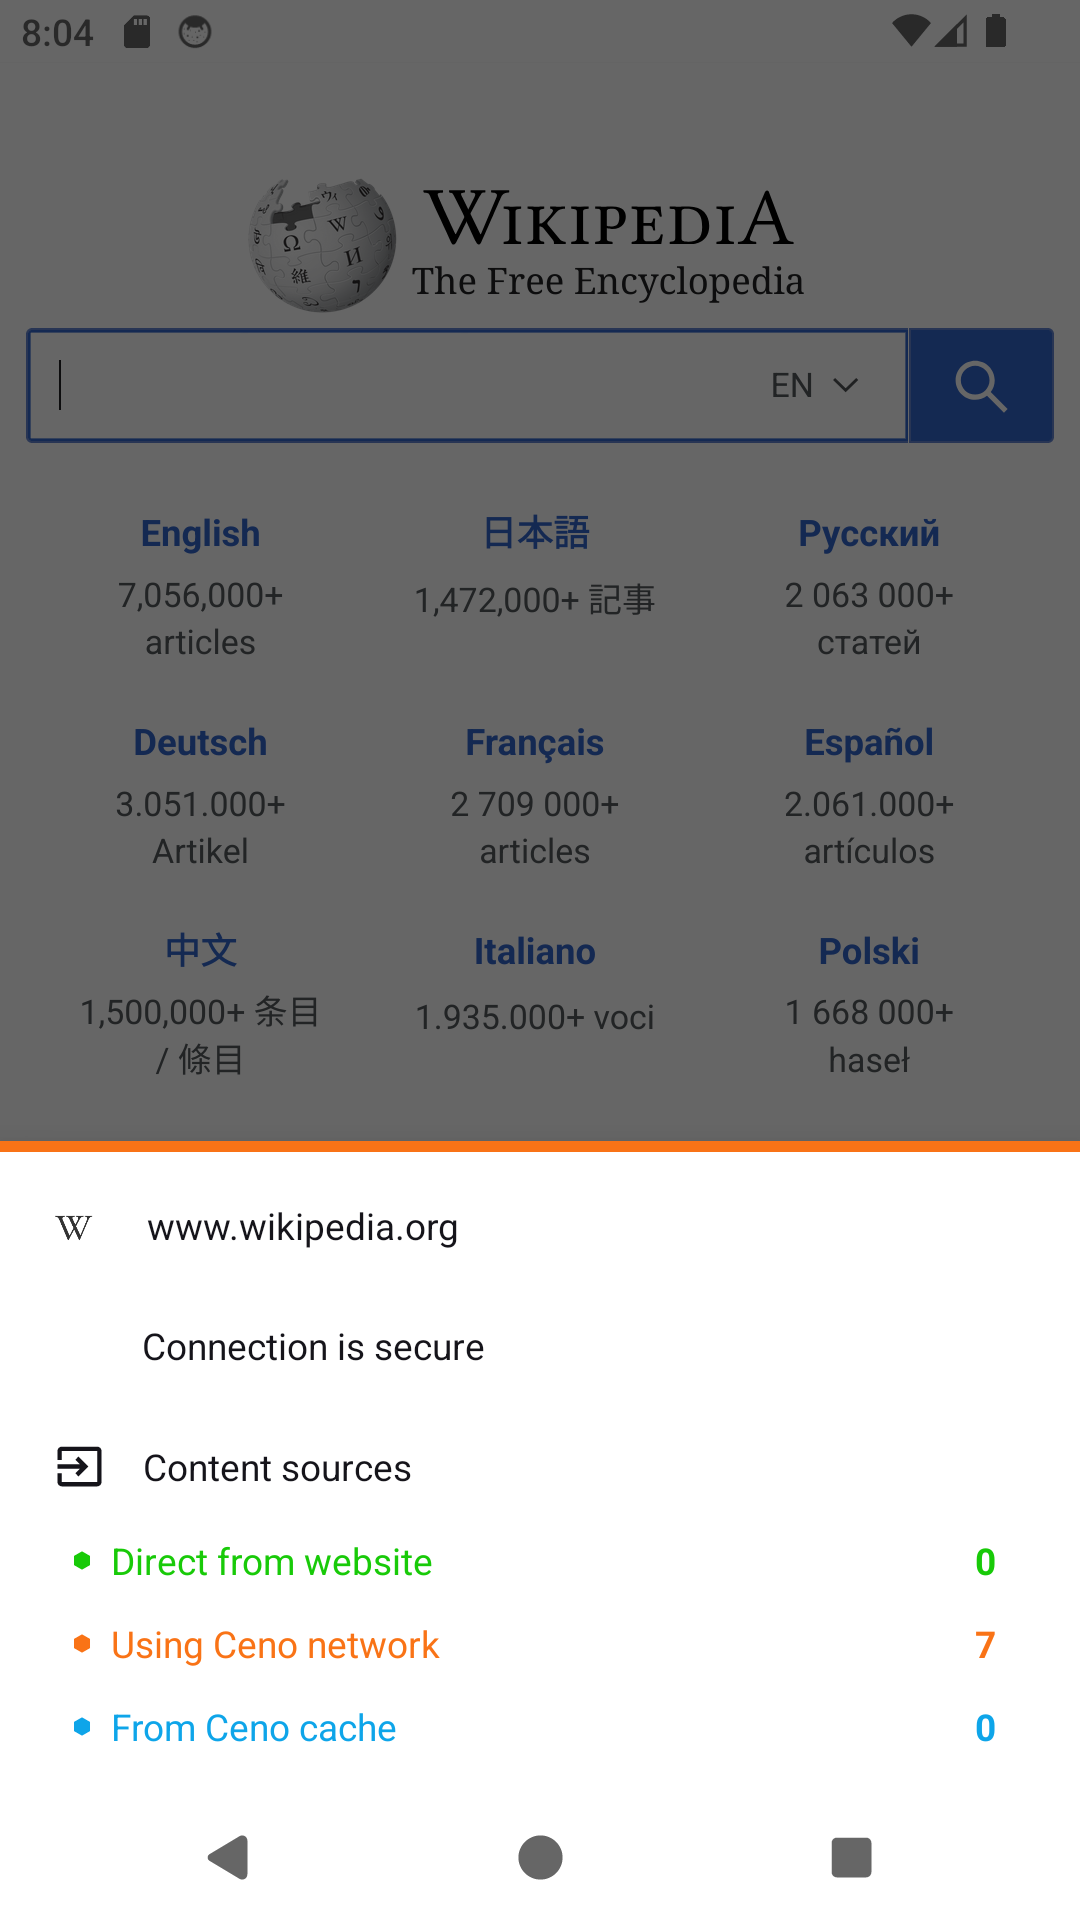 8:04
WIKIPEDIA
The Free Encyclopedia
EN
English
7,056,000+
articles
日本語
1,472,000+ 記事
Русский
2 063 000+
статей
Deutsch
3.051.000+
Artikel
Français
2 709 000+
articles
Español
2.061.000+
artículos
中文
1,500,000+ 条目
/ 條目
Italiano
1.935.000+ voci
Polski
1 668 000+
haseł
W www.wikipedia.org
Connection is secure
Content sources
Direct from website 0
Using Ceno network 7
From Ceno cache 0